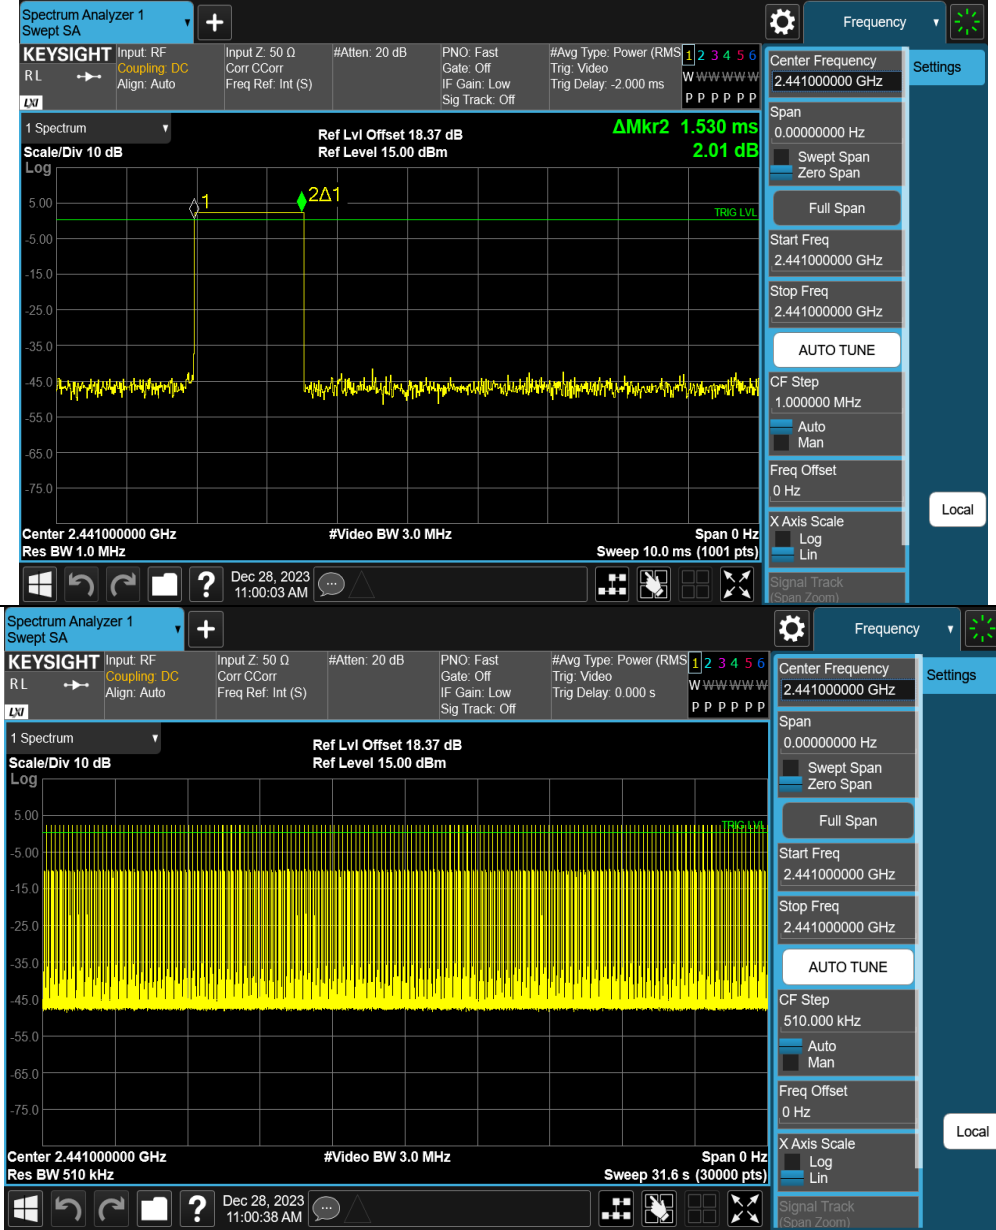 Spectrum Analyzer 1
Swept SA
+
Frequency
KEYSIGHT
R L
LXI
Input: RF
Coupling: DC
Align: Auto
Input Z: 50 Ω
Corr CCorr
Freq Ref: Int (S)
#Atten: 20 dB
PNO: Fast
Gate: Off
IF Gain: Low
Sig Track: Off
#Avg Type: Power (RMS
Trig: Video
Trig Delay: -2.000 ms
1 2 3 4 5 6
W W W W W W
P P P P P P
1 Spectrum
Scale/Div 10 dB
Log
Ref Lvl Offset 18.37 dB
Ref Level 15.00 dBm
ΔMkr2 1.530 ms
2.01 dB
1
2Δ1
TRIG LVL
5.00
-5.00
-15.0
-25.0
-35.0
-45.0
-55.0
-65.0
-75.0
Center 2.441000000 GHz
#Video BW 3.0 MHz
Span 0 Hz
Res BW 1.0 MHz
Sweep 10.0 ms (1001 pts)
?
Dec 28, 2023
11:00:03 AM
Center Frequency
2.441000000 GHz
Settings
Span
0.00000000 Hz
Swept Span
Zero Span
Full Span
Start Freq
2.441000000 GHz
Stop Freq
2.441000000 GHz
AUTO TUNE
CF Step
1.000000 MHz
Auto
Man
Freq Offset
0 Hz
Local
X Axis Scale
Log
Lin
Signal Track
(Span Zoom)
Spectrum Analyzer 1
Swept SA
+
Frequency
KEYSIGHT
R L
LXI
Input: RF
Coupling: DC
Align: Auto
Input Z: 50 Ω
Corr CCorr
Freq Ref: Int (S)
#Atten: 20 dB
PNO: Fast
Gate: Off
IF Gain: Low
Sig Track: Off
#Avg Type: Power (RMS
Trig: Video
Trig Delay: 0.000 s
1 2 3 4 5 6
W W W W W W
P P P P P P
1 Spectrum
Scale/Div 10 dB
Log
Ref Lvl Offset 18.37 dB
Ref Level 15.00 dBm
TRIG LVL
5.00
-5.00
-15.0
-25.0
-35.0
-45.0
-55.0
-65.0
-75.0
Center 2.441000000 GHz
#Video BW 3.0 MHz
Span 0 Hz
Res BW 510 kHz
Sweep 31.6 s (30000 pts)
?
Dec 28, 2023
11:00:38 AM
Center Frequency
2.441000000 GHz
Settings
Span
0.00000000 Hz
Swept Span
Zero Span
Full Span
Start Freq
2.441000000 GHz
Stop Freq
2.441000000 GHz
AUTO TUNE
CF Step
510.000 kHz
Auto
Man
Freq Offset
0 Hz
Local
X Axis Scale
Log
Lin
Signal Track
(Span Zoom)